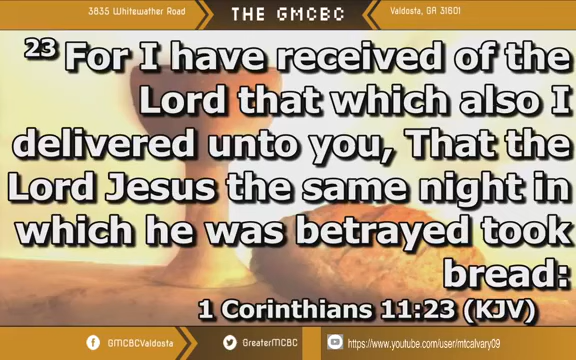 3835 Whitewather Road
THE GMCBC
Valdosta, GA 31601
23 For I have received of the
Lord that which also I
delivered unto you, That the
Lord Jesus the same night in
which he was betrayed took
bread:
1 Corinthians 11:23 (KJV)
GMCBCValdosta
GreaterMCBC
https://www.youtube.com/user/mtcalvary09